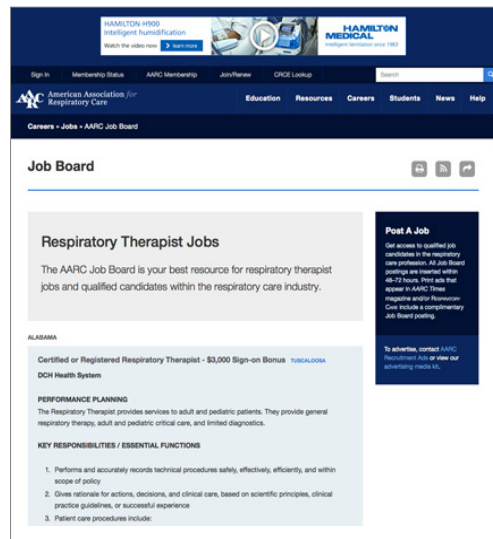 HAMILTON-H900
Intelligent humidification
Watch the video now > learn more
HAMILTON
MEDICAL
Intelligent Ventilation since 1983
Sign In Membership Status AARC Membership Join/Renew CRCE Lookup Search
AARC American Association for
Respiratory Care
Education Resources Careers Students News Help
Careers » Jobs » AARC Job Board
Job Board
Respiratory Therapist Jobs
The AARC Job Board is your best resource for respiratory therapist
jobs and qualified candidates within the respiratory care industry.
Post A Job
Get access to qualified job
candidates in the respiratory
care profession. All Job Board
postings are inserted within
48-72 hours. Print ads that
appear in AARC Times
magazine and/or Respiratory
Care include a complimentary
Job Board posting.
To advertise, contact AARC
Recruitment Ads or view our
advertising media kit.
ALABAMA
Certified or Registered Respiratory Therapist - $3,000 Sign-on Bonus TUSCALOOSA
DCH Health System
PERFORMANCE PLANNING
The Respiratory Therapist provides services to adult and pediatric patients. They provide general
respiratory therapy, adult and pediatric critical care, and limited diagnostics.
KEY RESPONSIBILITIES / ESSENTIAL FUNCTIONS
1. Performs and accurately records technical procedures safely, effectively, efficiently, and within
scope of policy
2. Gives rationale for actions, decisions, and clinical care, based on scientific principles, clinical
practice guidelines, or successful experience
3. Patient care procedures include: